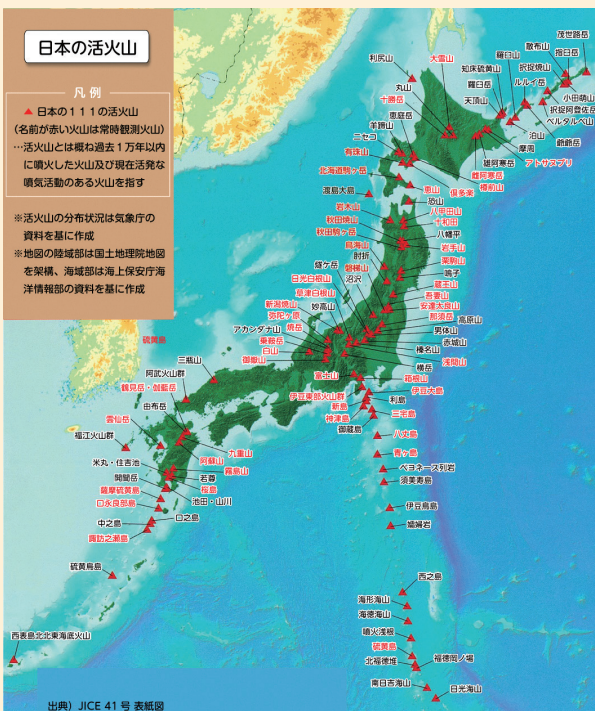 日本の活火山
凡例
▲日本の111の活火山
(名前が赤い火山は常時観測火山)
…活火山とは概ね過去1万年以内
に噴火した火山及び現在活発な
噴気活動のある火山を指す
※活火山の分布状況は気象庁の
資料を基に作成
※地図の陸域部は国土地理院地図
を架構、海域部は海上保安庁海
洋情報部の資料を基に作成
茂世路岳
散布山
指臼岳
羅臼山
択捉焼山
知床硫黄山
ルルイ岳
小田萌山
羅臼岳
択捉阿登佐岳
天頂山
ベルタルベ山
爺爺岳
泊山
摩周
アトサヌプリ
雄阿寒岳
雌阿寒岳
利尻山
大雪山
丸山
十勝岳
恵庭岳
羊蹄山
ニセコ
有珠山
北海道駒ヶ岳
樽前山
倶多楽
恵山
渡島大島
恐山
岩木山
八甲田山
秋田焼山
十和田
秋田駒ヶ岳
八幡平
鳥海山
岩手山
肘折
栗駒山
燧ケ岳
鳴子
磐梯山
蔵王山
沼沢
日光白根山
吾妻山
草津白根山
安達太良山
新潟焼山
妙高山
那須岳
弥陀ヶ原
高原山
アカンダナ山
焼岳
男体山
乗鞍岳
赤城山
白山
榛名山
御嶽山
浅間山
横岳
富士山
箱根山
伊豆東部火山群
伊豆大島
新島
利島
神津島
三宅島
御蔵島
八丈島
青ヶ島
ベヨネース列岩
須美寿島
伊豆鳥島
孀婦岩
西之島
海形海山
海徳海山
噴火浅根
硫黄島
北福徳堆
福徳岡ノ場
南日吉海山
日光海山
硫黄島
三瓶山
阿武火山群
鶴見岳・伽藍岳
由布岳
雲仙岳
福江火山群
九重山
阿蘇山
米丸・住吉池
霧島山
開聞岳
若尊
薩摩硫黄島
桜島
口永良部島
池田・山川
中之島
口之島
諏訪之瀬島
硫黄鳥島
西表島北北東海底火山
出典）JICE 41号 表紙図